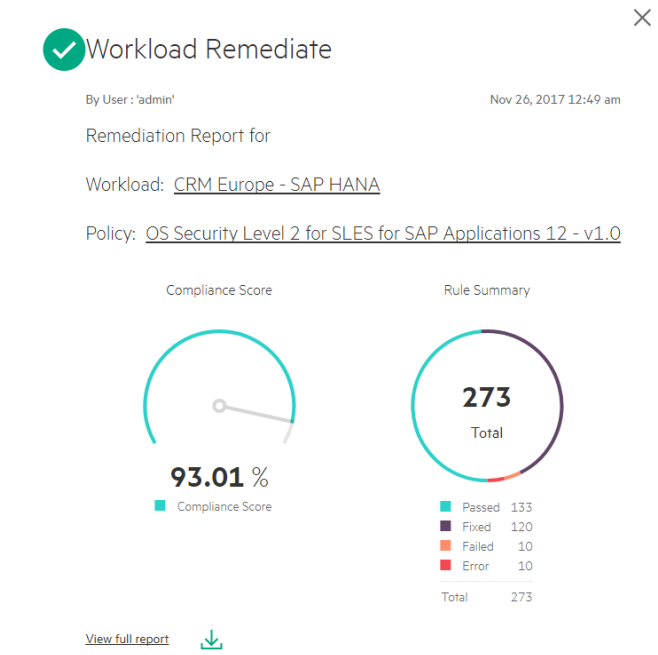 Workload Remediate
By User : 'admin'
Nov 26, 2017 12:49 am
Remediation Report for
Workload: CRM Europe - SAP HANA
Policy: OS Security Level 2 for SLES for SAP Applications 12 - v1.0
Compliance Score
93.01 %
Compliance Score
Rule Summary
273
Total
Passed 133
Fixed 120
Failed 10
Error 10
Total 273
View full report